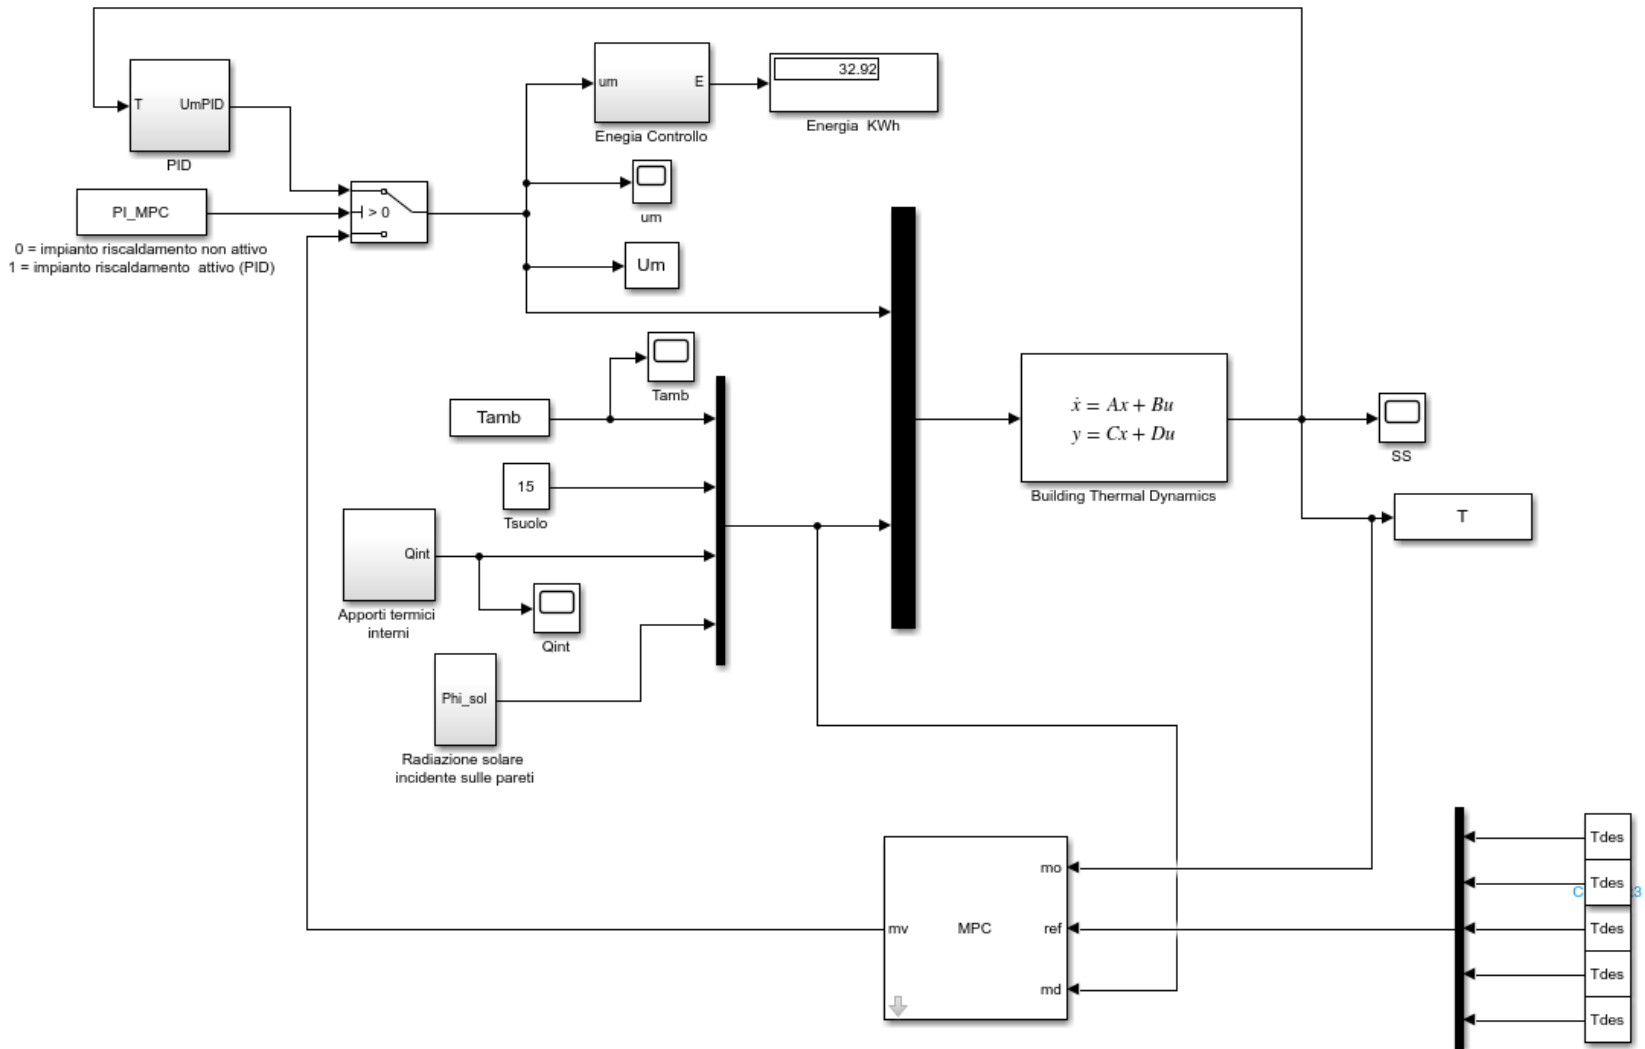 T
UmPID
PID
um
E
Enegia Controllo
32.92
Energia KWh
PI_MPC
> 0
0 = impianto riscaldamento non attivo
1 = impianto riscaldamento attivo (PID)
um
Um
Tamb
Tamb
15
Tsuolo
Qint
Apporti termici
interni
Qint
Phi_sol
Radiazione solare
incidente sulle pareti
ẋ = Ax + Bu
y = Cx + Du
Building Thermal Dynamics
SS
T
mo
mv
MPC
ref
md
Tdes
Tdes
C
3
Tdes
Tdes
Tdes